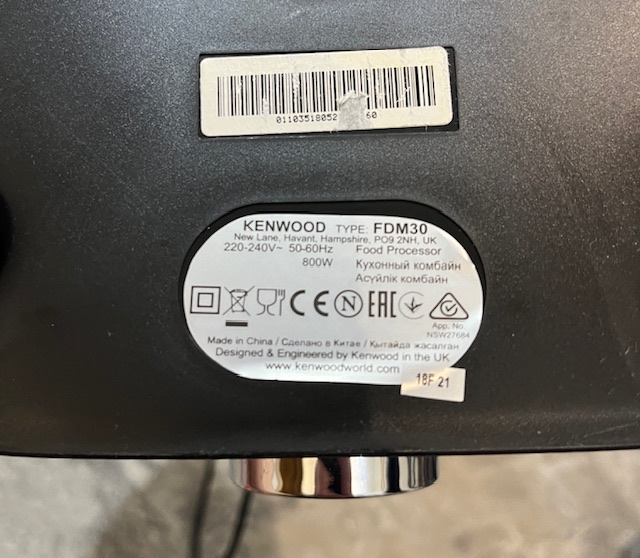 01103518052 60
KENWOOD TYPE: FDM30
New Lane, Havant, Hampshire, PO9 2NH, UK
220-240V~ 50-60Hz Food Processor
800W Кухонный комбайн
Асүйлік комбайн
CE N EAC
App. No.
NSW27684
Made in China / Сделано в Китае / Қытайда жасалған
Designed & Engineered by Kenwood in the UK
www.kenwoodworld.com
18F 21